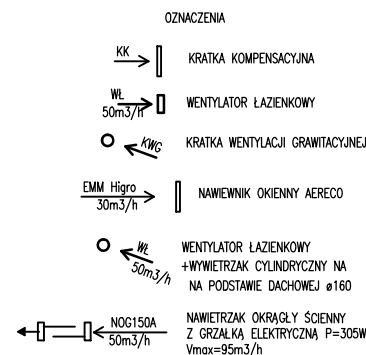 OZNACZENIA
KK
KRATKA KOMPENSACYJNA
WŁ
50m3/h
WENTYLATOR ŁAZIENKOWY
KWG
KRATKA WENTYLACJI GRAWITACYJNEJ
EMM Higro
30m3/h
NAWIEWNIK OKIENNY AERECO
WŁ
50m3/h
WENTYLATOR ŁAZIENKOWY
+WYWIETRZAK CYLINDRYCZNY NA
NA PODSTAWIE DACHOWEJ ø160
NOG150A
50m3/h
NAWIETRZAK OKRĄGŁY ŚCIENNY
Z GRZAŁKĄ ELEKTRYCZNĄ P=305W
Vmax=95m3/h